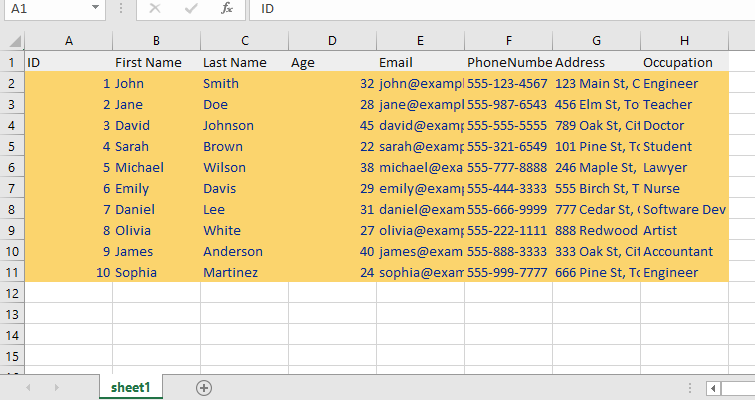 A1 fx ID
A B C D E F G H
1 ID First Name Last Name Age Email PhoneNumbe Address Occupation
2 1 John Smith 32 john@exampl 555-123-4567 123 Main St, C Engineer
3 2 Jane Doe 28 jane@exampl 555-987-6543 456 Elm St, To Teacher
4 3 David Johnson 45 david@examp 555-555-5555 789 Oak St, Cit Doctor
5 4 Sarah Brown 22 sarah@examp 555-321-6549 101 Pine St, To Student
6 5 Michael Wilson 38 michael@exa 555-777-8888 246 Maple St, Lawyer
7 6 Emily Davis 29 emily@examp 555-444-3333 555 Birch St, T Nurse
8 7 Daniel Lee 31 daniel@exam 555-666-9999 777 Cedar St, Software Dev
9 8 Olivia White 27 olivia@examp 555-222-1111 888 Redwood Artist
10 9 James Anderson 40 james@exam 555-888-3333 333 Oak St, Cit Accountant
11 10 Sophia Martinez 24 sophia@exam 555-999-7777 666 Pine St, To Engineer
12
13
14
15
sheet1